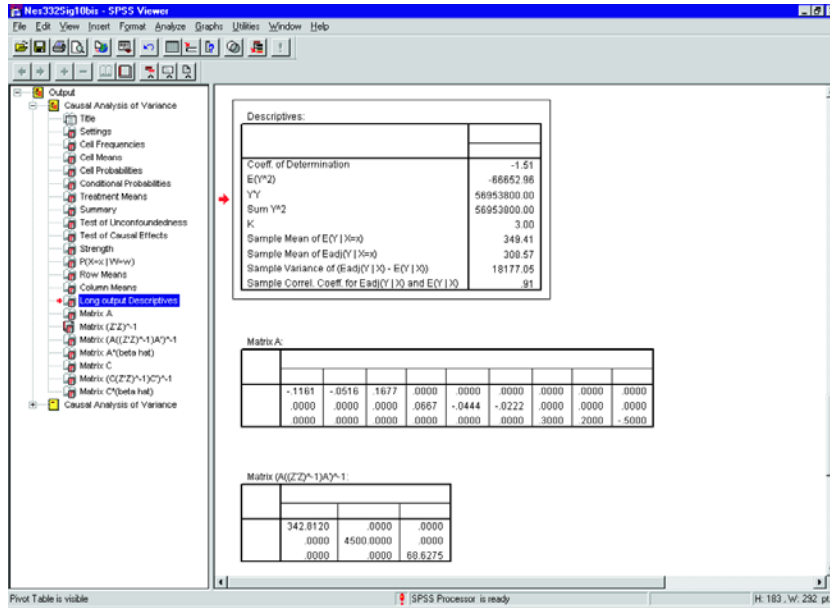 Nes332Sig10bis - SPSS Viewer
File Edit View Insert Format Analyze Graphs Utilities Window Help
Output
Causal Analysis of Variance
Title
Settings
Cell Frequencies
Cell Means
Cell Probabilities
Conditional Probabilities
Treatment Means
Summary
Test of Unconfoundedness
Test of Causal Effects
Strength
P(X=x | W=w)
Row Means
Column Means
Long output Descriptives
Matrix A
Matrix (Z'Z)^-1
Matrix (A((Z'Z)^-1)A')^-1
Matrix A*(beta hat)
Matrix C
Matrix (C(Z'Z)^-1)C')^-1
Matrix C*(beta hat)
Causal Analysis of Variance
Descriptives:
Coeff. of Determination -1.51
E(Y^2) -66652.96
Y'Y 56953800.00
Sum Y^2 56953800.00
K 3.00
Sample Mean of E(Y | X=x) 349.41
Sample Mean of Eadj(Y | X=x) 308.57
Sample Variance of (Eadj(Y | X) - E(Y | X)) 18177.05
Sample Correl. Coeff. for Eadj(Y | X) and E(Y | X) .91
Matrix A:
-.1161 -.0516 .1677 .0000 .0000 .0000 .0000 .0000 .0000
.0000 .0000 .0000 .0667 -.0444 -.0222 .0000 .0000 .0000
.0000 .0000 .0000 .0000 .0000 .0000 .3000 .2000 -.5000
Matrix (A((Z'Z)^-1)A')^-1:
342.8120 .0000 .0000
.0000 4500.0000 .0000
.0000 .0000 68.6275
Pivot Table is visible
SPSS Processor is ready
H: 183 , W: 292 pt.